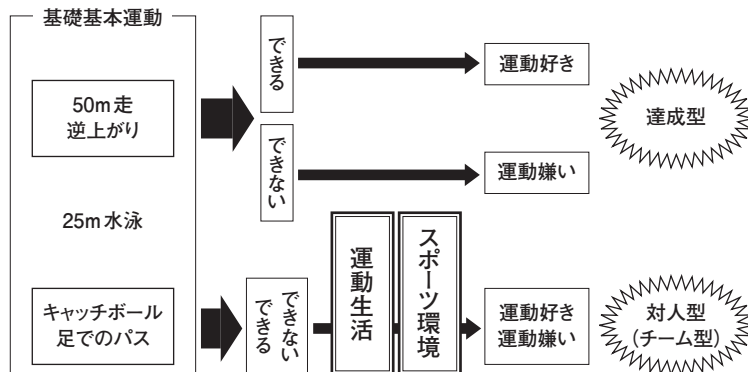 基礎基本運動
50m走
逆上がり
25m水泳
キャッチボール
足でのパス
できる
できない
運動好き
運動嫌い
達成型
できない
できる
運動生活
スポーツ環境
運動好き
運動嫌い
対人型
(チーム型)